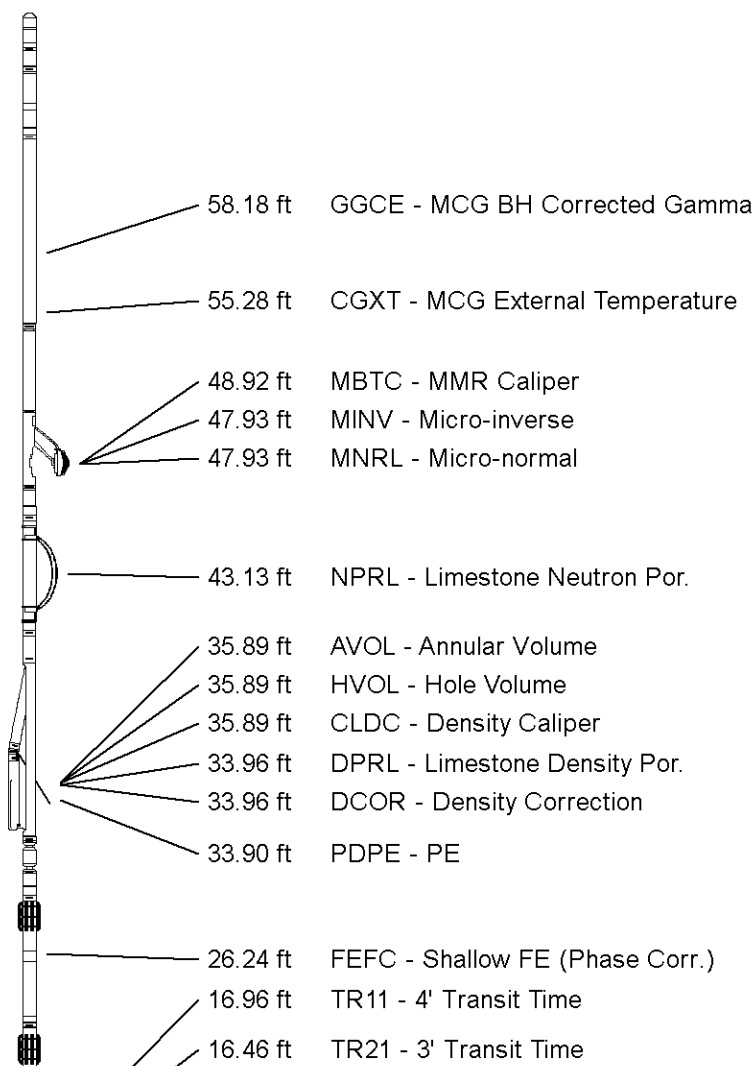 58.18 ft GGCE - MCG BH Corrected Gamma
55.28 ft CGXT - MCG External Temperature
48.92 ft MBTC - MMR Caliper
47.93 ft MINV - Micro-inverse
47.93 ft MNRL - Micro-normal
43.13 ft NPRL - Limestone Neutron Por.
35.89 ft AVOL - Annular Volume
35.89 ft HVOL - Hole Volume
35.89 ft CLDC - Density Caliper
33.96 ft DPRL - Limestone Density Por.
33.96 ft DCOR - Density Correction
33.90 ft PDPE - PE
26.24 ft FEFC - Shallow FE (Phase Corr.)
16.96 ft TR11 - 4' Transit Time
16.46 ft TR21 - 3' Transit Time